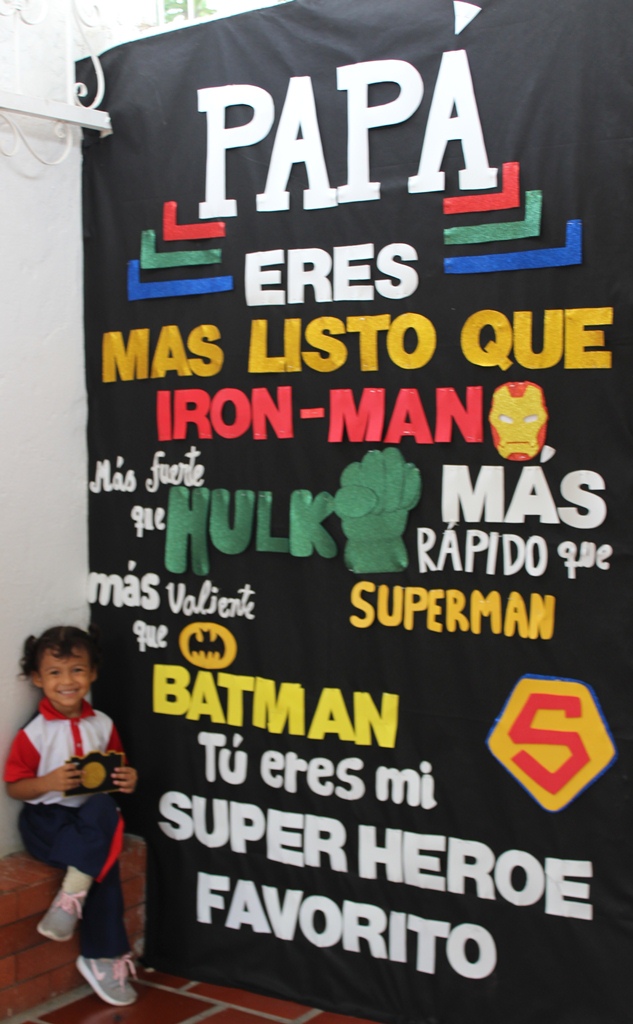 PAPÁ
ERES
MAS LISTO QUE
IRON-MAN
Más fuerte
que
HULK
MÁS
RÁPIDO que
SUPERMAN
más valiente
que
BATMAN
S
Tú eres mi
SUPER HEROE
FAVORITO